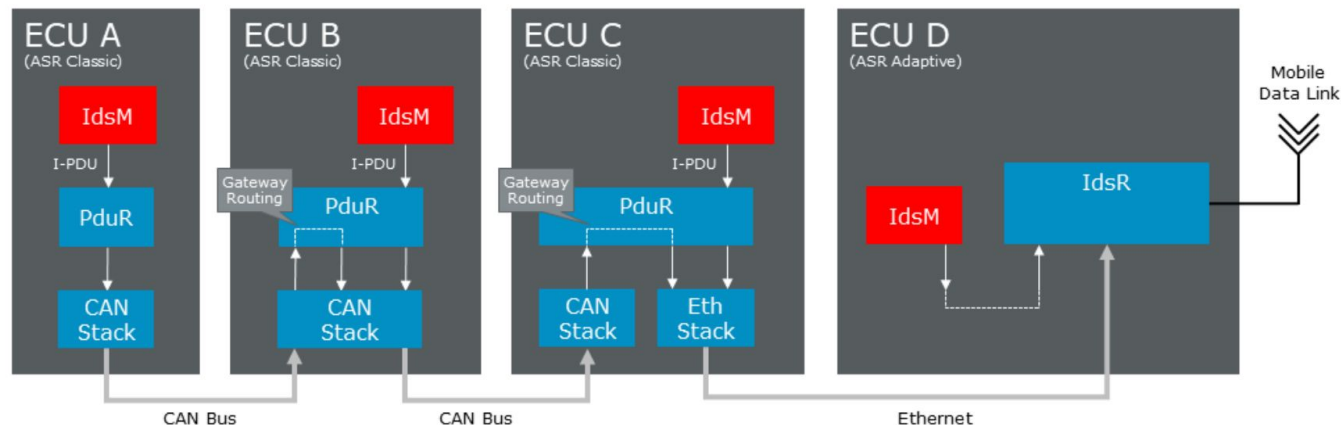 ECU A
(ASR Classic)
IdsM
I-PDU
PduR
CAN
Stack
ECU B
(ASR Classic)
IdsM
I-PDU
Gateway
Routing
PduR
CAN
Stack
ECU C
(ASR Classic)
IdsM
I-PDU
Gateway
Routing
PduR
CAN
Stack
Eth
Stack
ECU D
(ASR Adaptive)
IdsM
IdsR
Mobile
Data Link
CAN Bus
CAN Bus
Ethernet